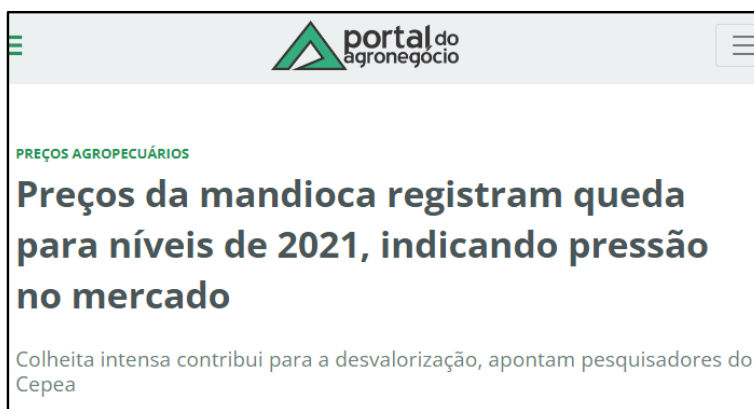 portal do
agronegócio
PREÇOS AGROPECUÁRIOS
Preços da mandioca registram queda
para níveis de 2021, indicando pressão
no mercado
Colheita intensa contribui para a desvalorização, apontam pesquisadores do
Cepea